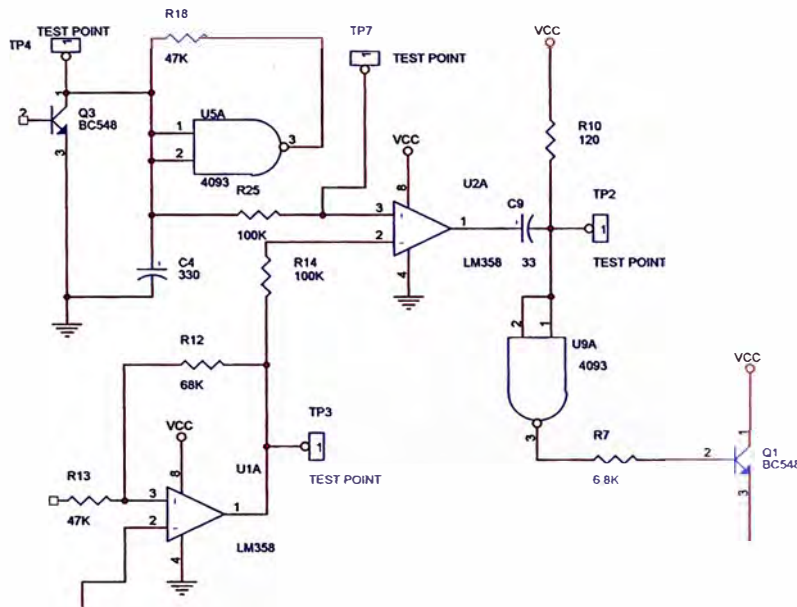 R18
TEST POINT
TP4
1
47K
TP7
1
TEST POINT
VCC
1
2
Q3
BC548
3
U5A
1
2
3
4093
R10
120
VCC
R25
8
U2A
3
+
2
-
1
C9
TP2
1
100K
LM358
33
TEST POINT
4
C4
330
R14
100K
R12
68K
2
1
U9A
4093
3
VCC
TP3
1
TEST POINT
VCC
R7
6.8K
1
2
Q1
BC548
3
R13
47K
8
U1A
3
+
2
-
1
LM358
4